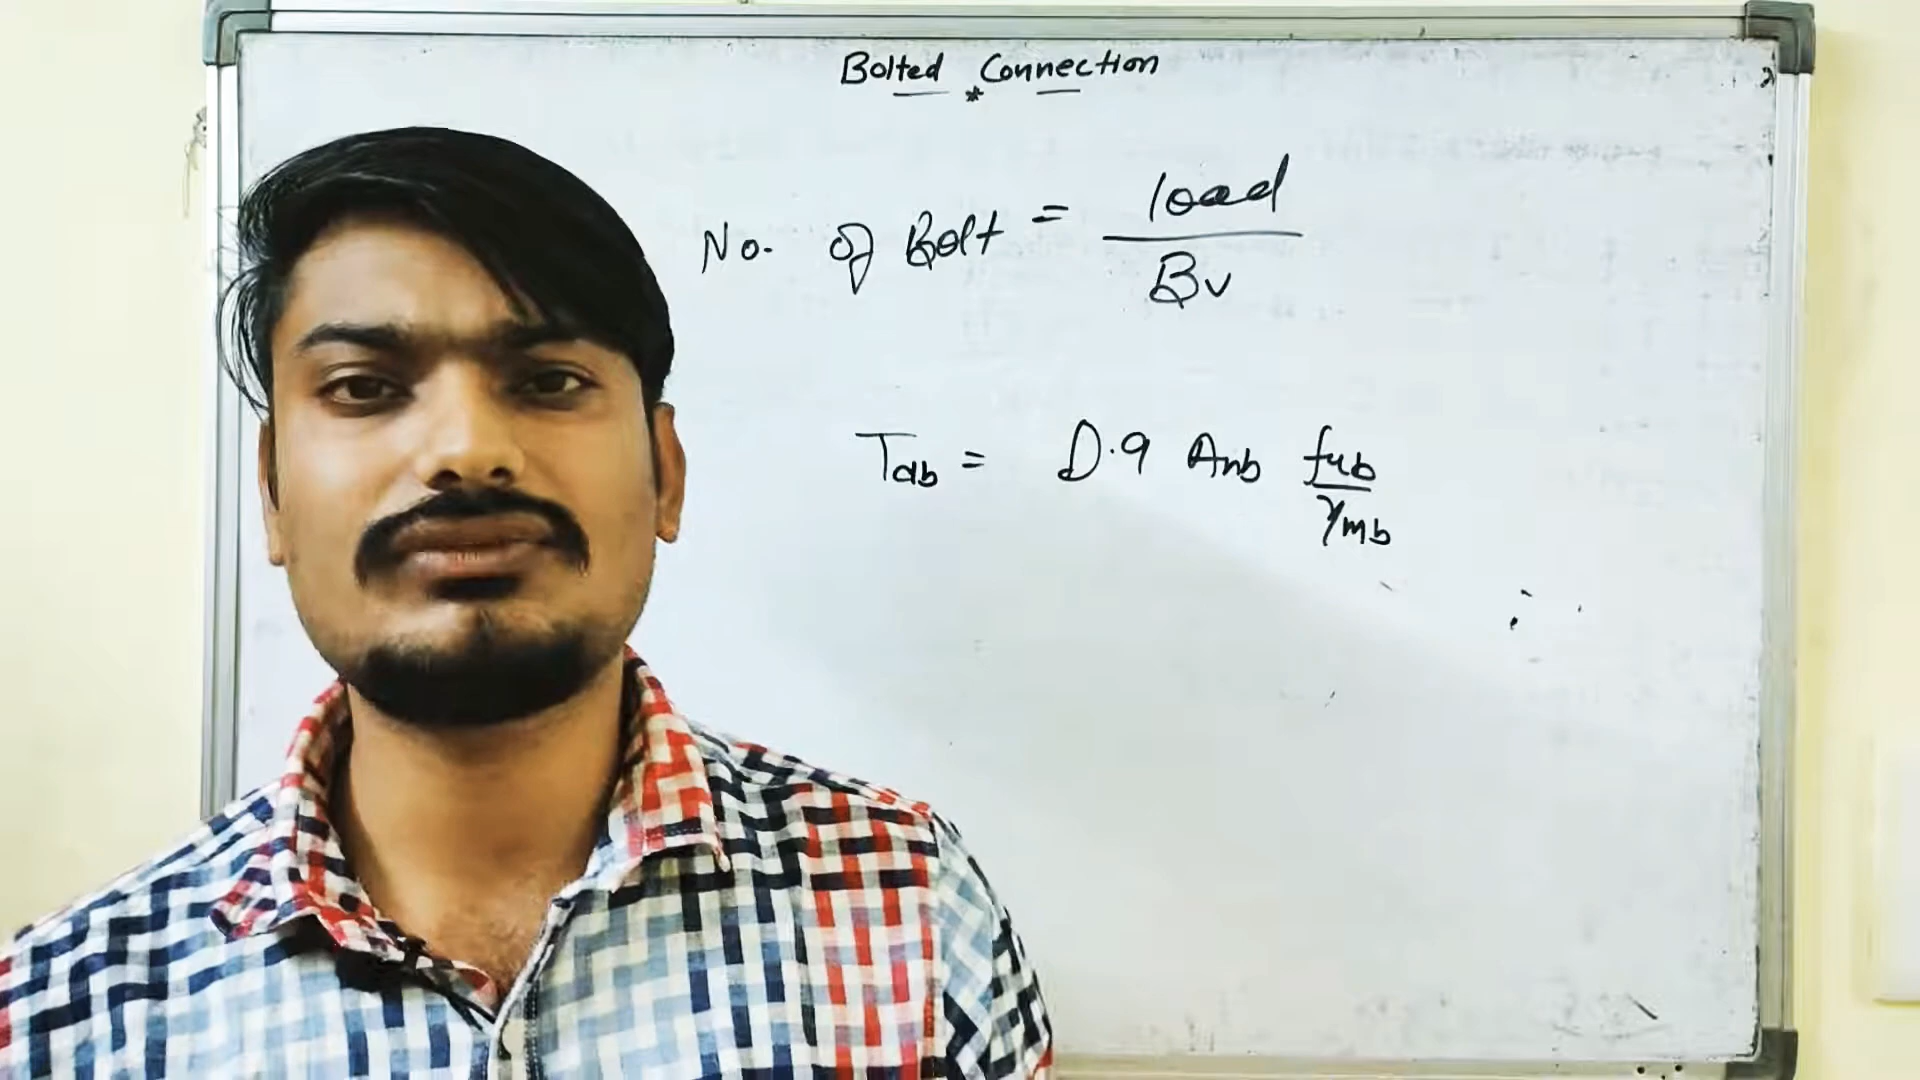 Bolted Connection
No. of Bolt = load / Bv
Tdb = 0.9 Anb fub / γmb